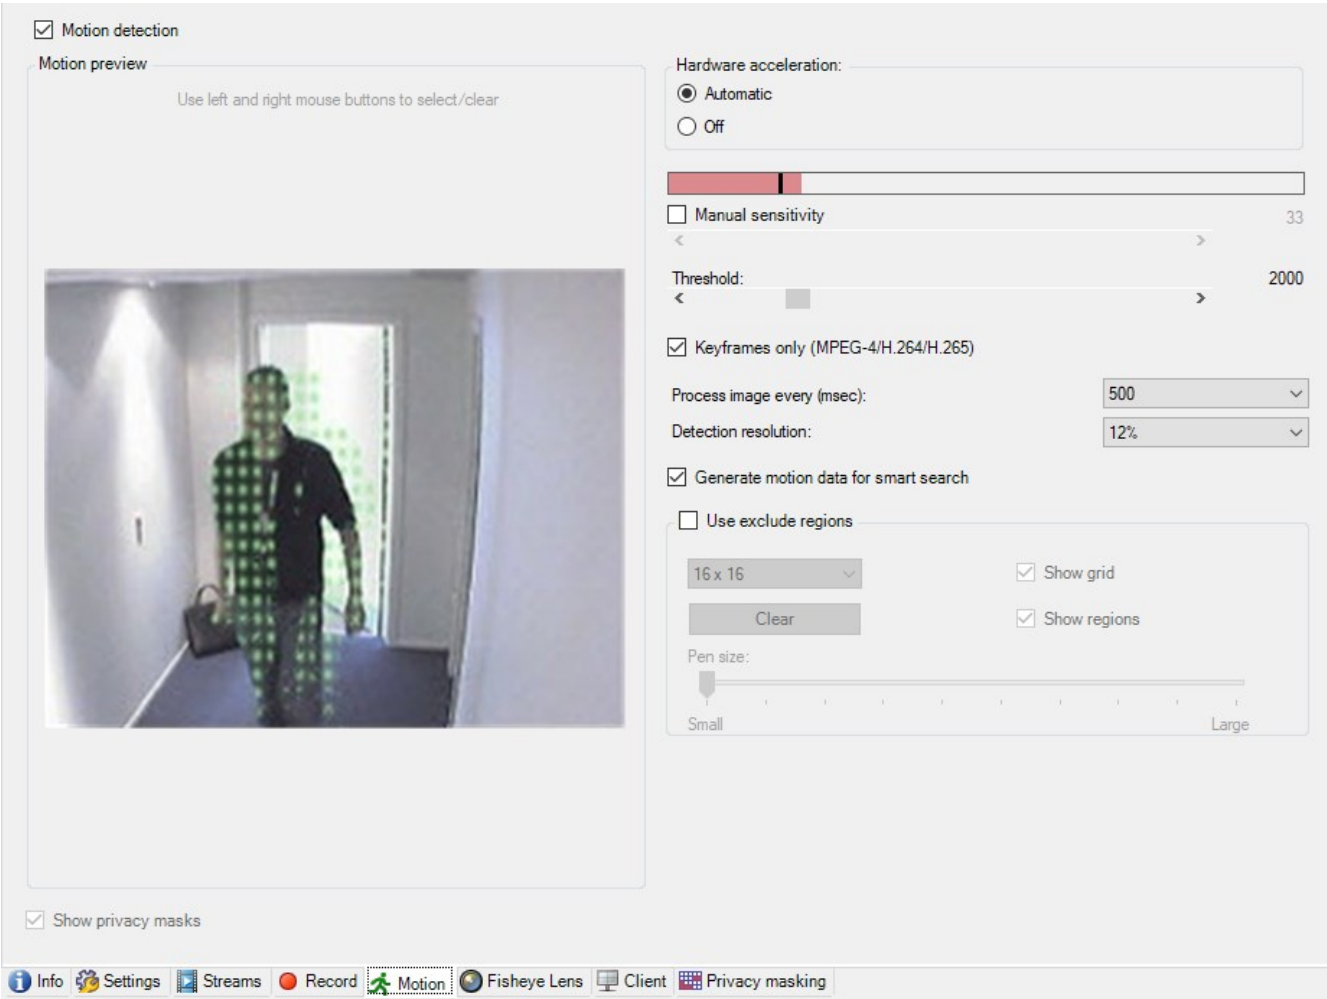 Motion detection
Motion preview
Use left and right mouse buttons to select/clear
Hardware acceleration:
Automatic
Off
Manual sensitivity
33
Threshold:
2000
Keyframes only (MPEG-4/H.264/H.265)
Process image every (msec):
500
Detection resolution:
12%
Generate motion data for smart search
Use exclude regions
16 x 16
Show grid
Clear
Show regions
Pen size:
Small
Large
Show privacy masks
Info
Settings
Streams
Record
Motion
Fisheye Lens
Client
Privacy masking